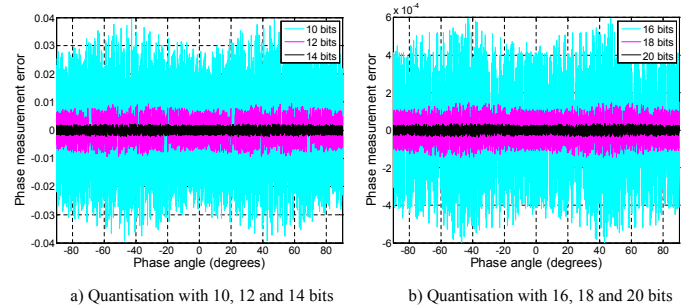 0.04
0.03
0.02
0.01
0
-0.01
-0.02
-0.03
-0.04
Phase measurement error
-80 -60 -40 -20 0 20 40 60 80
Phase angle (degrees)
10 bits
12 bits
14 bits
a) Quantisation with 10, 12 and 14 bits
x 10-4
6
4
2
0
-2
-4
-6
Phase measurement error
-80 -60 -40 -20 0 20 40 60 80
Phase angle (degrees)
16 bits
18 bits
20 bits
b) Quantisation with 16, 18 and 20 bits